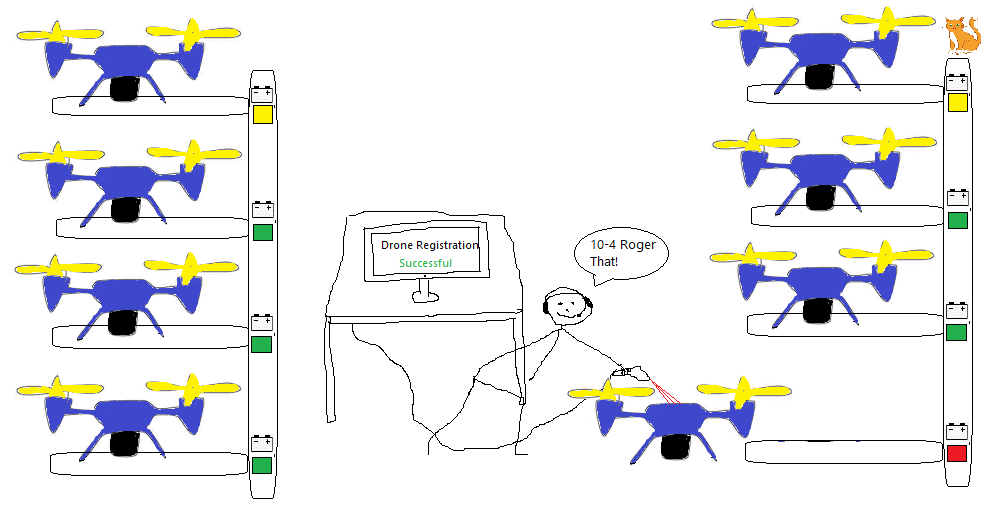 Drone Registration
Successful
10-4 Roger
That!